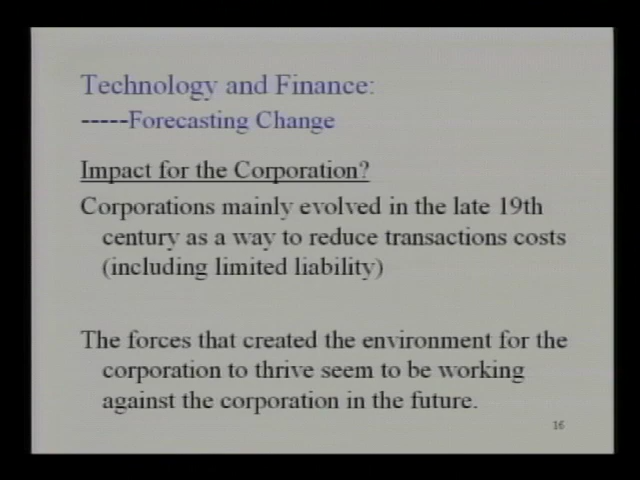 Technology and Finance:
-----Forecasting Change
Impact for the Corporation?
Corporations mainly evolved in the late 19th
century as a way to reduce transactions costs
(including limited liability)
The forces that created the environment for the
corporation to thrive seem to be working
against the corporation in the future.
16